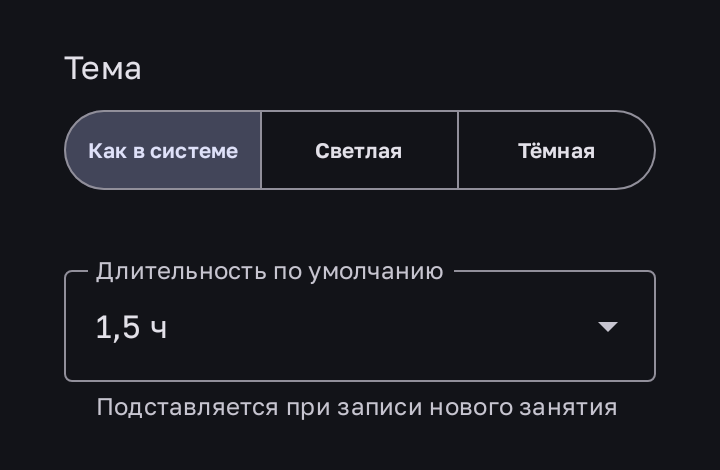 Тема
Как в системе Светлая Тёмная
Длительность по умолчанию
1,5 ч
Подставляется при записи нового занятия